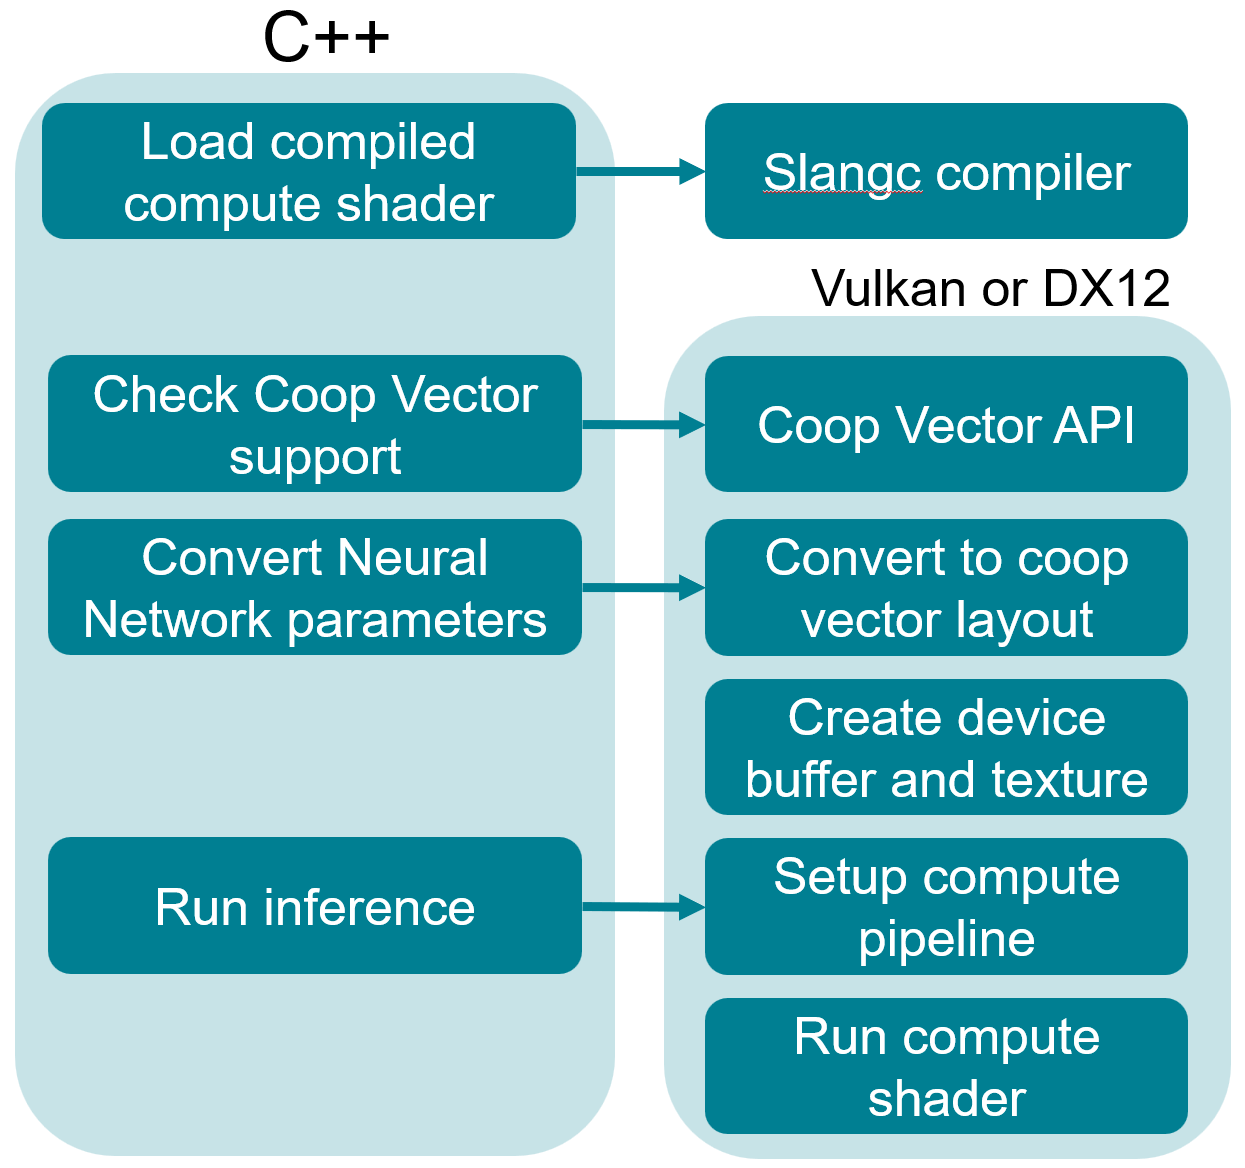 C++
Load compiled
compute shader
Slangc compiler
Vulkan or DX12
Check Coop Vector
support
Coop Vector API
Convert Neural
Network parameters
Convert to coop
vector layout
Create device
buffer and texture
Run inference
Setup compute
pipeline
Run compute
shader